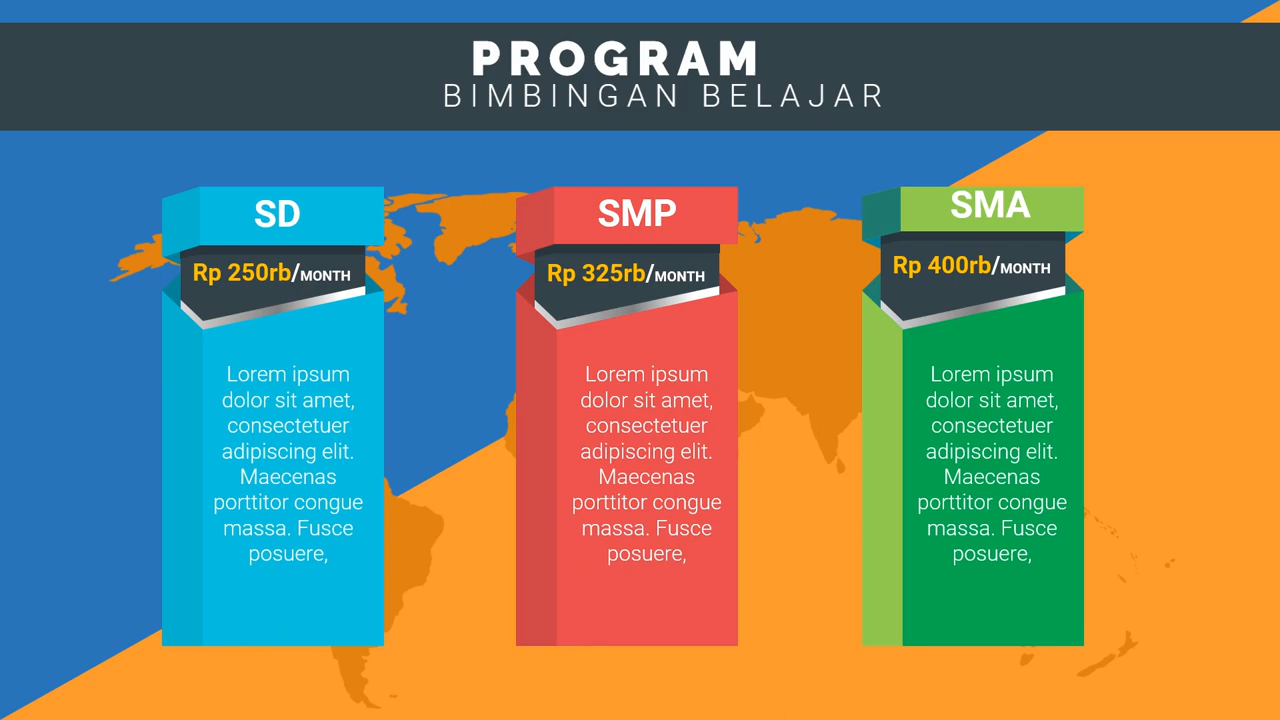 PROGRAM
BIMBINGAN BELAJAR
SD
Rp 250rb/MONTH
Lorem ipsum
dolor sit amet,
consectetuer
adipiscing elit.
Maecenas
porttitor congue
massa. Fusce
posuere,
SMP
Rp 325rb/MONTH
Lorem ipsum
dolor sit amet,
consectetuer
adipiscing elit.
Maecenas
porttitor congue
massa. Fusce
posuere,
SMA
Rp 400rb/MONTH
Lorem ipsum
dolor sit amet,
consectetuer
adipiscing elit.
Maecenas
porttitor congue
massa. Fusce
posuere,